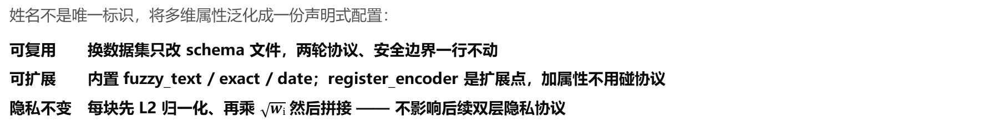 姓名不是唯一标识，将多维属性泛化成一份声明式配置：
可复用 换数据集只改 schema 文件，两轮协议、安全边界一行不动
可扩展 内置 fuzzy_text / exact / date；register_encoder 是扩展点，加属性不用碰协议
隐私不变 每块先 L2 归一化、再乘 √wᵢ 然后拼接 —— 不影响后续双层隐私协议